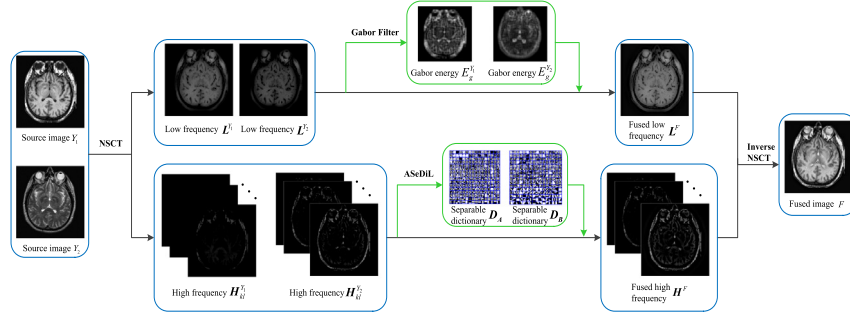 Gabor Filter
Gabor energy E_g^{Y_1}
Gabor energy E_g^{Y_2}
Source image Y_1
NSCT
Low frequency L^{Y_1}
Low frequency L^{Y_2}
Fused low
frequency L^F
Source image Y_2
ASeDiL
Separable
dictionary D_A
Separable
dictionary D_B
Inverse
NSCT
Fused image F
High frequency H_{kl}^{Y_1}
High frequency H_{kl}^{Y_2}
Fused high
frequency H^F